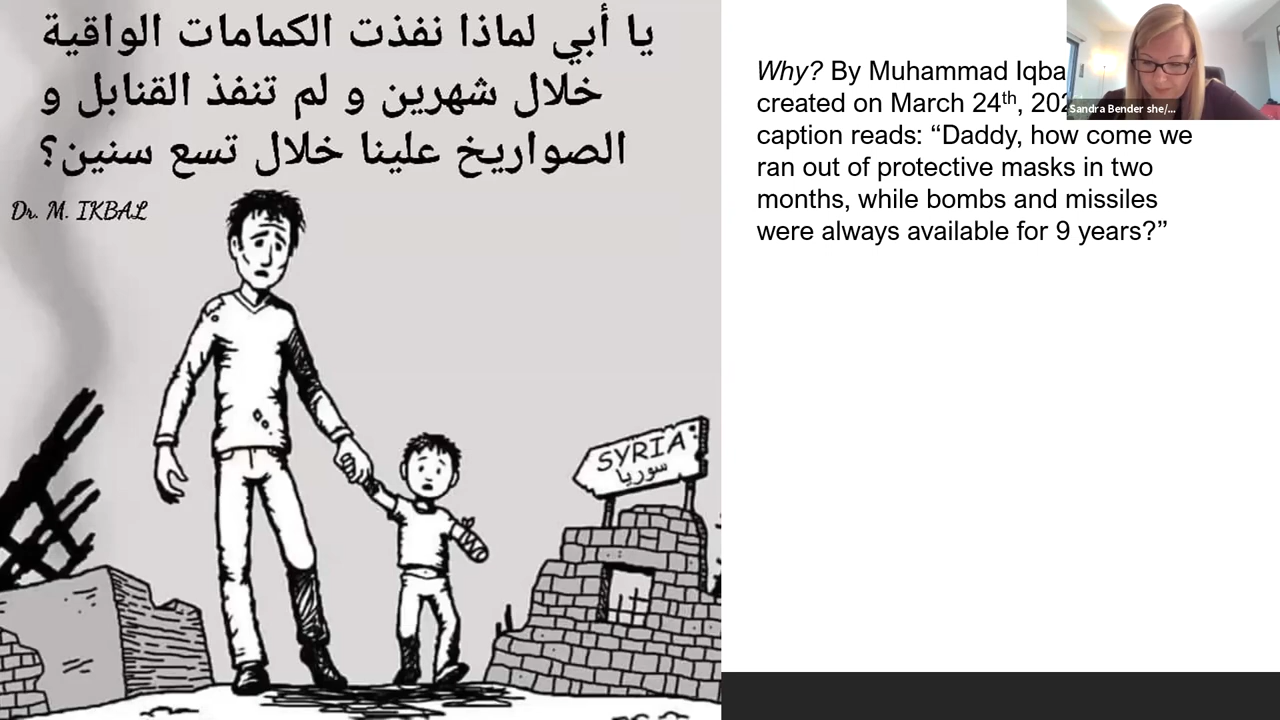 يا أبي لماذا نفذت الكمامات الواقية
خلال شهرين و لم تنفذ القنابل و
الصواريخ علينا خلال تسع سنين؟
Dr. M. IKBAL
SYRIA
سوريا
Why? By Muhammad Iqba
created on March 24th, 202
caption reads: “Daddy, how come we
ran out of protective masks in two
months, while bombs and missiles
were always available for 9 years?”
Sandra Bender she/...